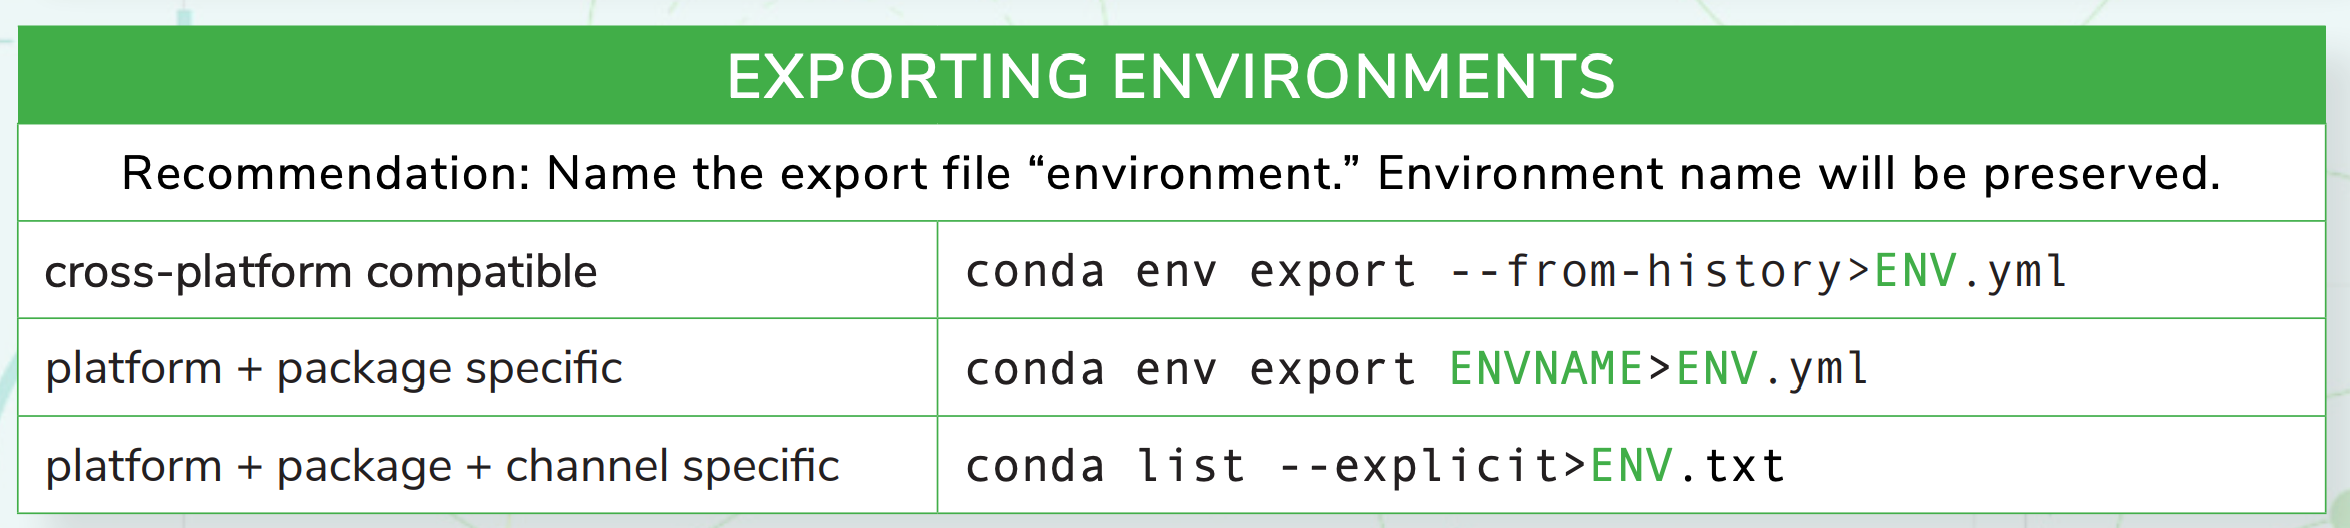 EXPORTING ENVIRONMENTS
Recommendation: Name the export file “environment.” Environment name will be preserved.
cross-platform compatible
conda env export --from-history>ENV.yml
platform + package specific
conda env export ENVNAME>ENV.yml
platform + package + channel specific
conda list --explicit>ENV.txt